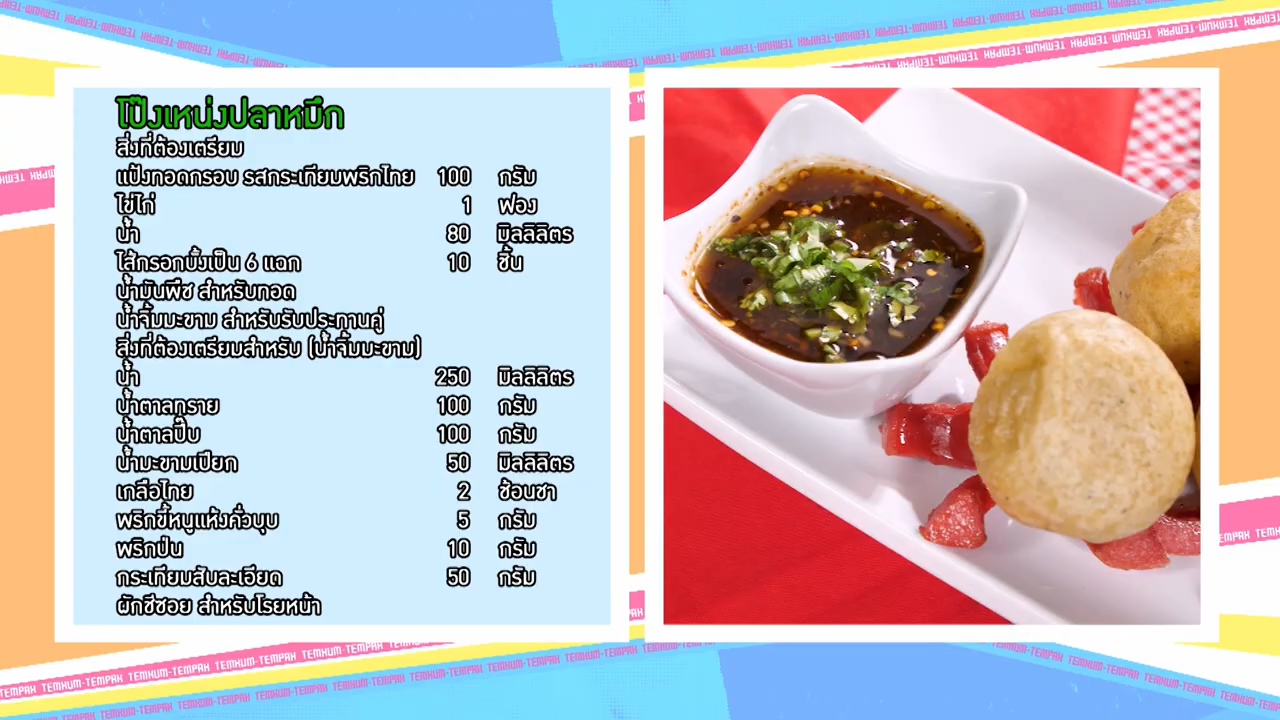 TEMHUM-TEMPAH TEMHUM-TEMPAH TEMHUM-TEMPAH
โป๊งเหน่งปลาหมึก
สิ่งที่ต้องเตรียม
แป้งทอดกรอบ รสกระเทียมพริกไทย 100 กรัม
ไข่ไก่ 1 ฟอง
น้ำ 80 มิลลิลิตร
ไส้กรอกบั้งเป็น 6 แฉก 10 ชิ้น
น้ำมันพืช สำหรับทอด
น้ำจิ้มมะขาม สำหรับรับประทานคู่
สิ่งที่ต้องเตรียมสำหรับ (น้ำจิ้มมะขาม)
น้ำ 250 มิลลิลิตร
น้ำตาลทราย 100 กรัม
น้ำตาลปี๊บ 100 กรัม
น้ำมะขามเปียก 50 มิลลิลิตร
เกลือไทย 2 ช้อนชา
พริกขี้หนูแห้งคั่วบุบ 5 กรัม
พริกป่น 10 กรัม
กระเทียมสับละเอียด 50 กรัม
ผักชีซอย สำหรับโรยหน้า
TEMHUM-TEMPAH TEMHUM-TEMPAH TEMHUM-TEMPAH